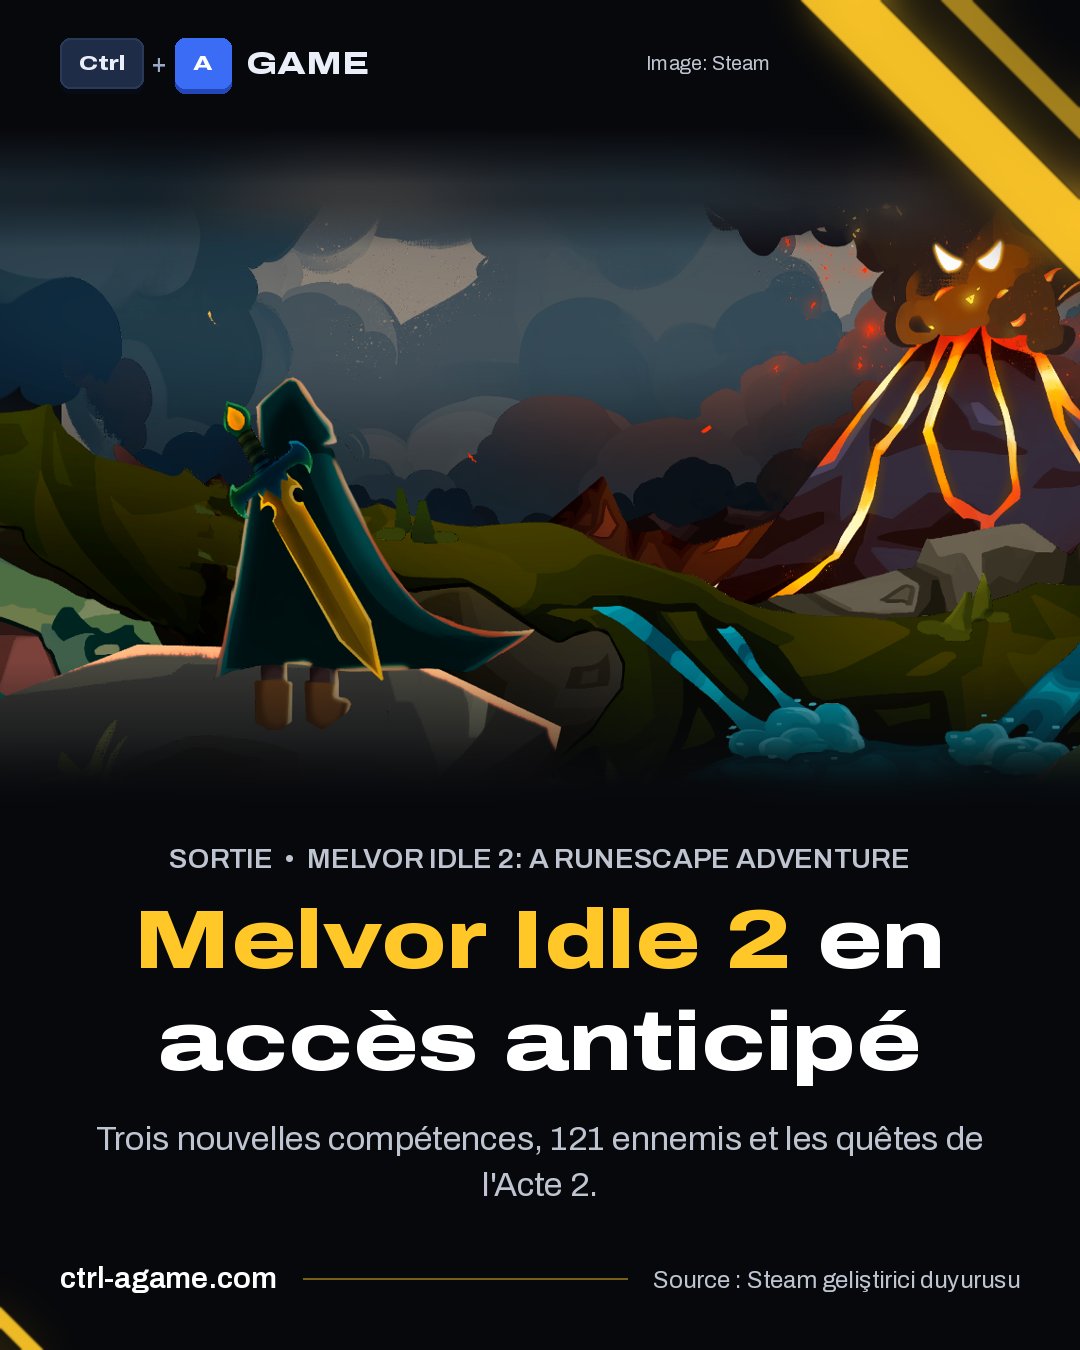 Ctrl + A GAME
Image: Steam
SORTIE • MELVOR IDLE 2: A RUNESCAPE ADVENTURE
Melvor Idle 2 en
accès anticipé
Trois nouvelles compétences, 121 ennemis et les quêtes de
l'Acte 2.
ctrl-agame.com
Source : Steam geliştirici duyurusu